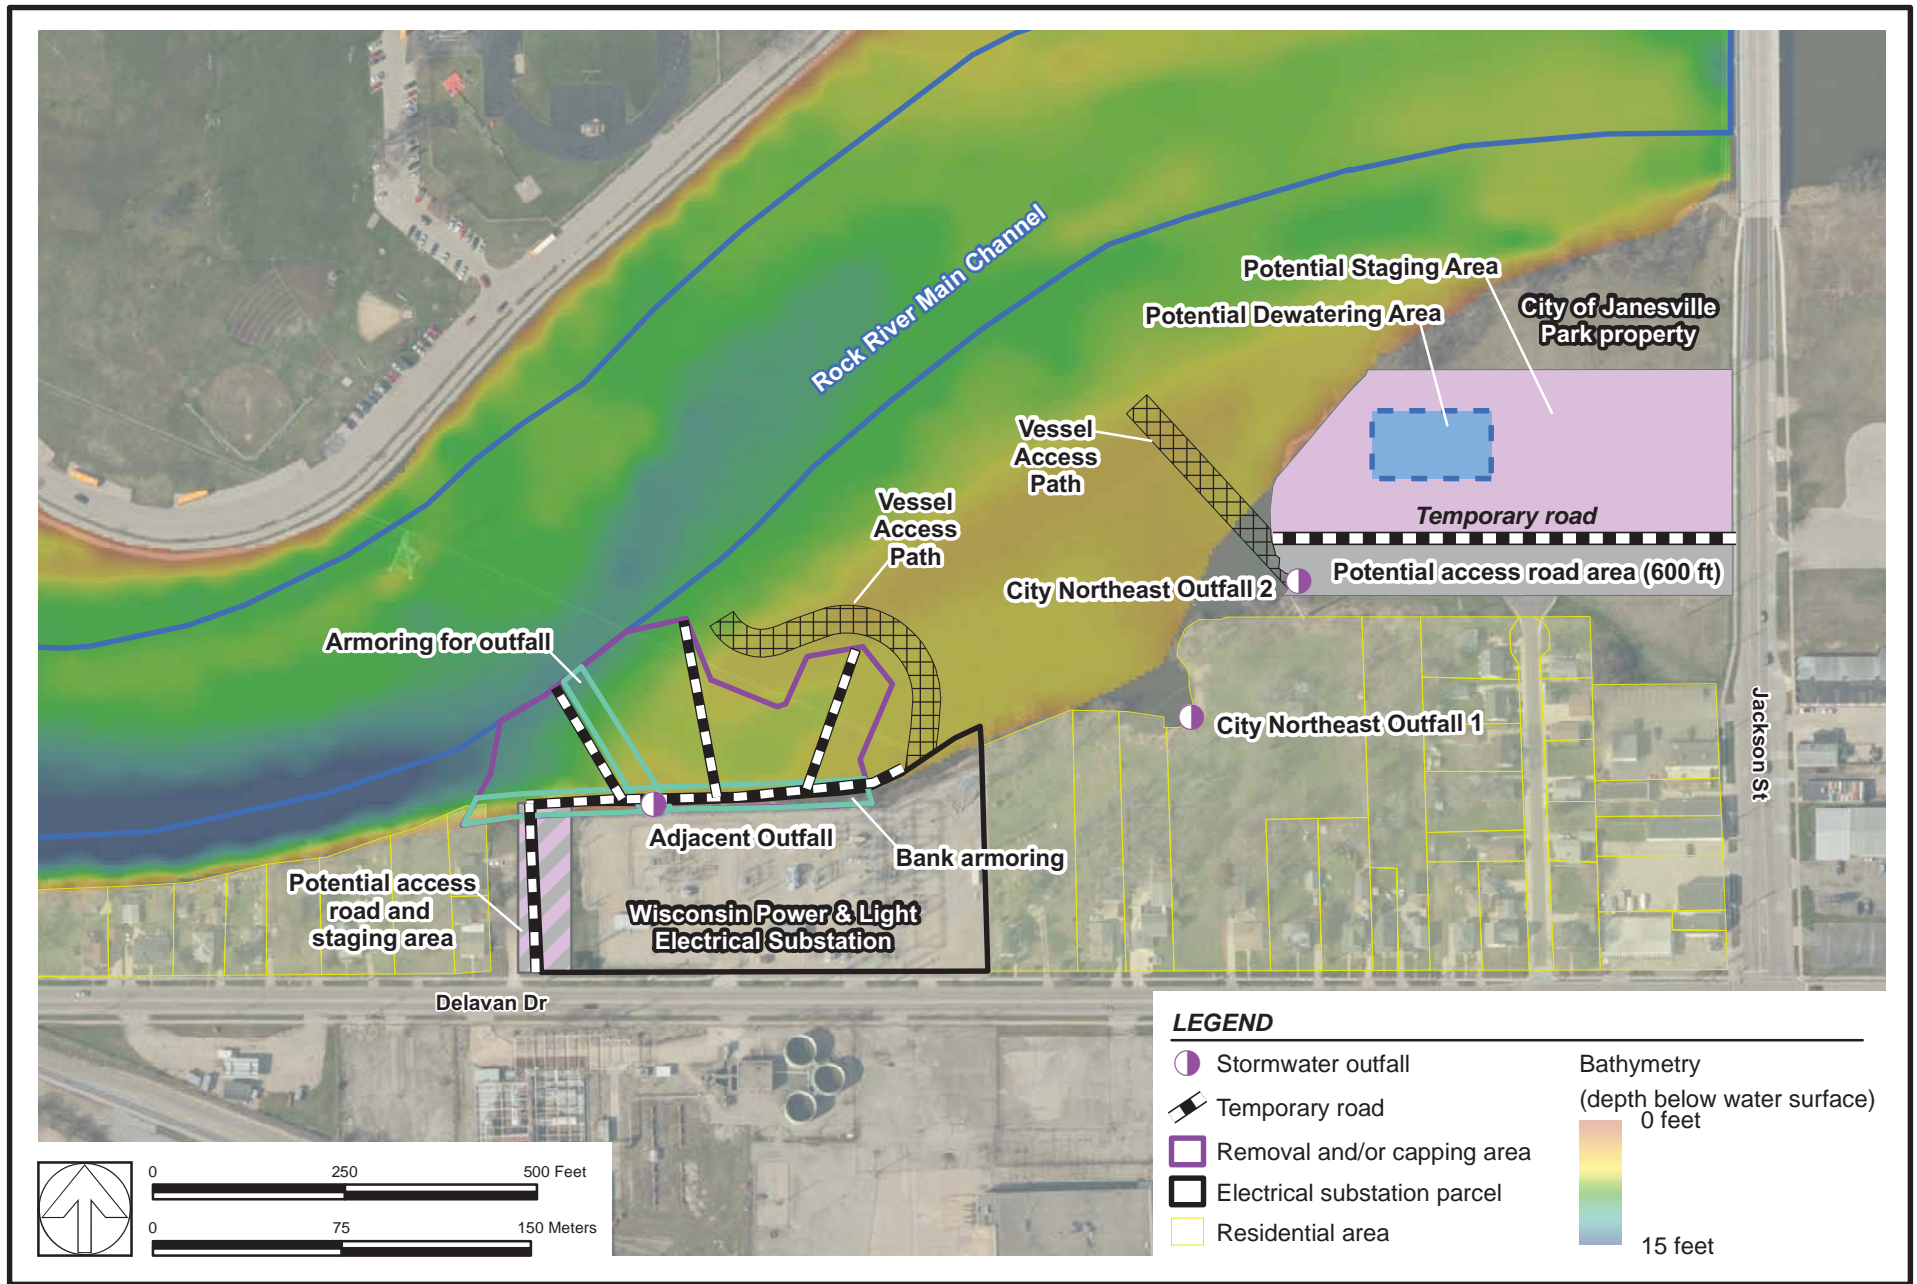 Rock River Main Channel
Potential Staging Area
Potential Dewatering Area
City of Janesville
Park property
Vessel
Access
Path
Vessel
Access
Path
Temporary road
Potential access road area (600 ft)
City Northeast Outfall 2
Armoring for outfall
City Northeast Outfall 1
Jackson St
Adjacent Outfall
Bank armoring
Potential access
road and
staging area
Wisconsin Power & Light
Electrical Substation
Delavan Dr
LEGEND
Stormwater outfall
Temporary road
Removal and/or capping area
Electrical substation parcel
Residential area
Bathymetry
(depth below water surface)
0 feet
15 feet
0 250 500 Feet
0 75 150 Meters